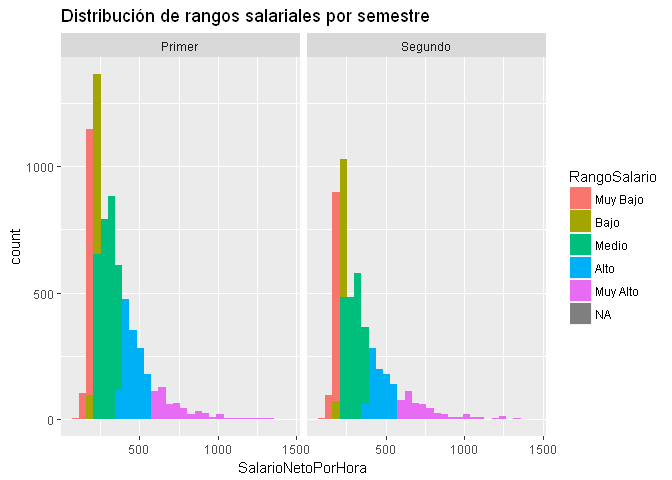 Distribución de rangos salariales por semestre
Primer Segundo
count
1000
500
0
500 1000 1500 500 1000 1500
SalarioNetoPorHora
RangoSalario
Muy Bajo
Bajo
Medio
Alto
Muy Alto
NA